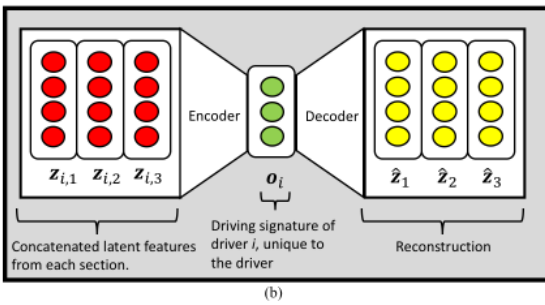 Encoder
Decoder
z_{i,1} z_{i,2} z_{i,3}
o_i
ẑ_1 ẑ_2 ẑ_3
Concatenated latent features
from each section.
Driving signature of
driver i, unique to
the driver
Reconstruction
(b)